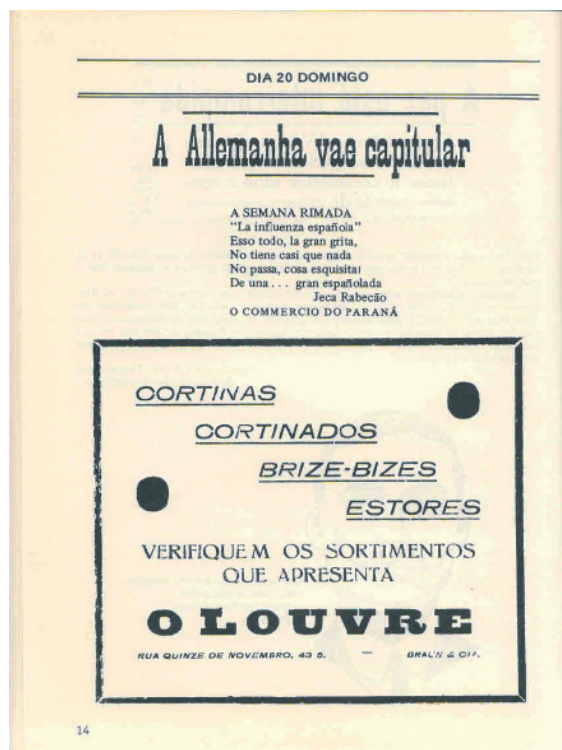 DIA 20 DOMINGO
A Allemanha vae capitular
A SEMANA RIMADA
"La influenza española"
Esso todo, la gran grita,
No tiene casi que nada
No passa, cosa esquisita!
De una . . . gran españolada
Jeca Rabecão
O COMMERCIO DO PARANÁ
CORTINAS
CORTINADOS
BRIZE-BIZES
ESTORES
VERIFIQUEM OS SORTIMENTOS
QUE APRESENTA
O LOUVRE
RUA QUINZE DE NOVEMBRO, 43 B. — BRAUN & CIA.
14